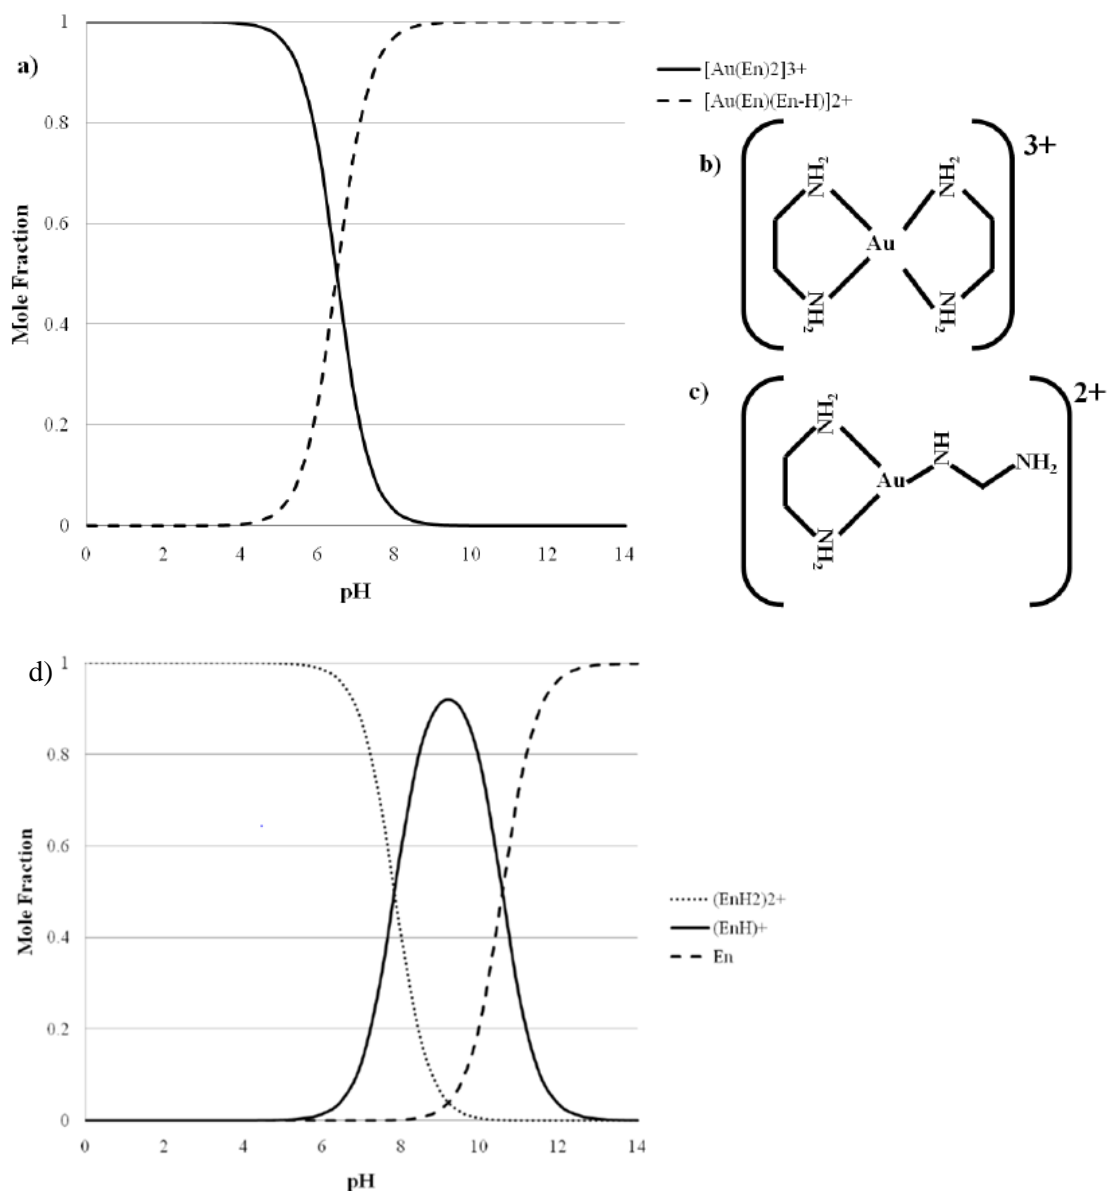 a)
1
0.8
0.6
0.4
0.2
0
Mole Fraction
0 2 4 6 8 10 12 14
pH
[Au(En)2]3+
[Au(En)(En-H)]2+
b)
3+
NH2 NH2
Au
NH2 NH2
c)
2+
NH2
NH
Au
NH2
NH2
d)
1
0.8
0.6
0.4
0.2
0
Mole Fraction
0 2 4 6 8 10 12 14
pH
(EnH2)2+
(EnH)+
En